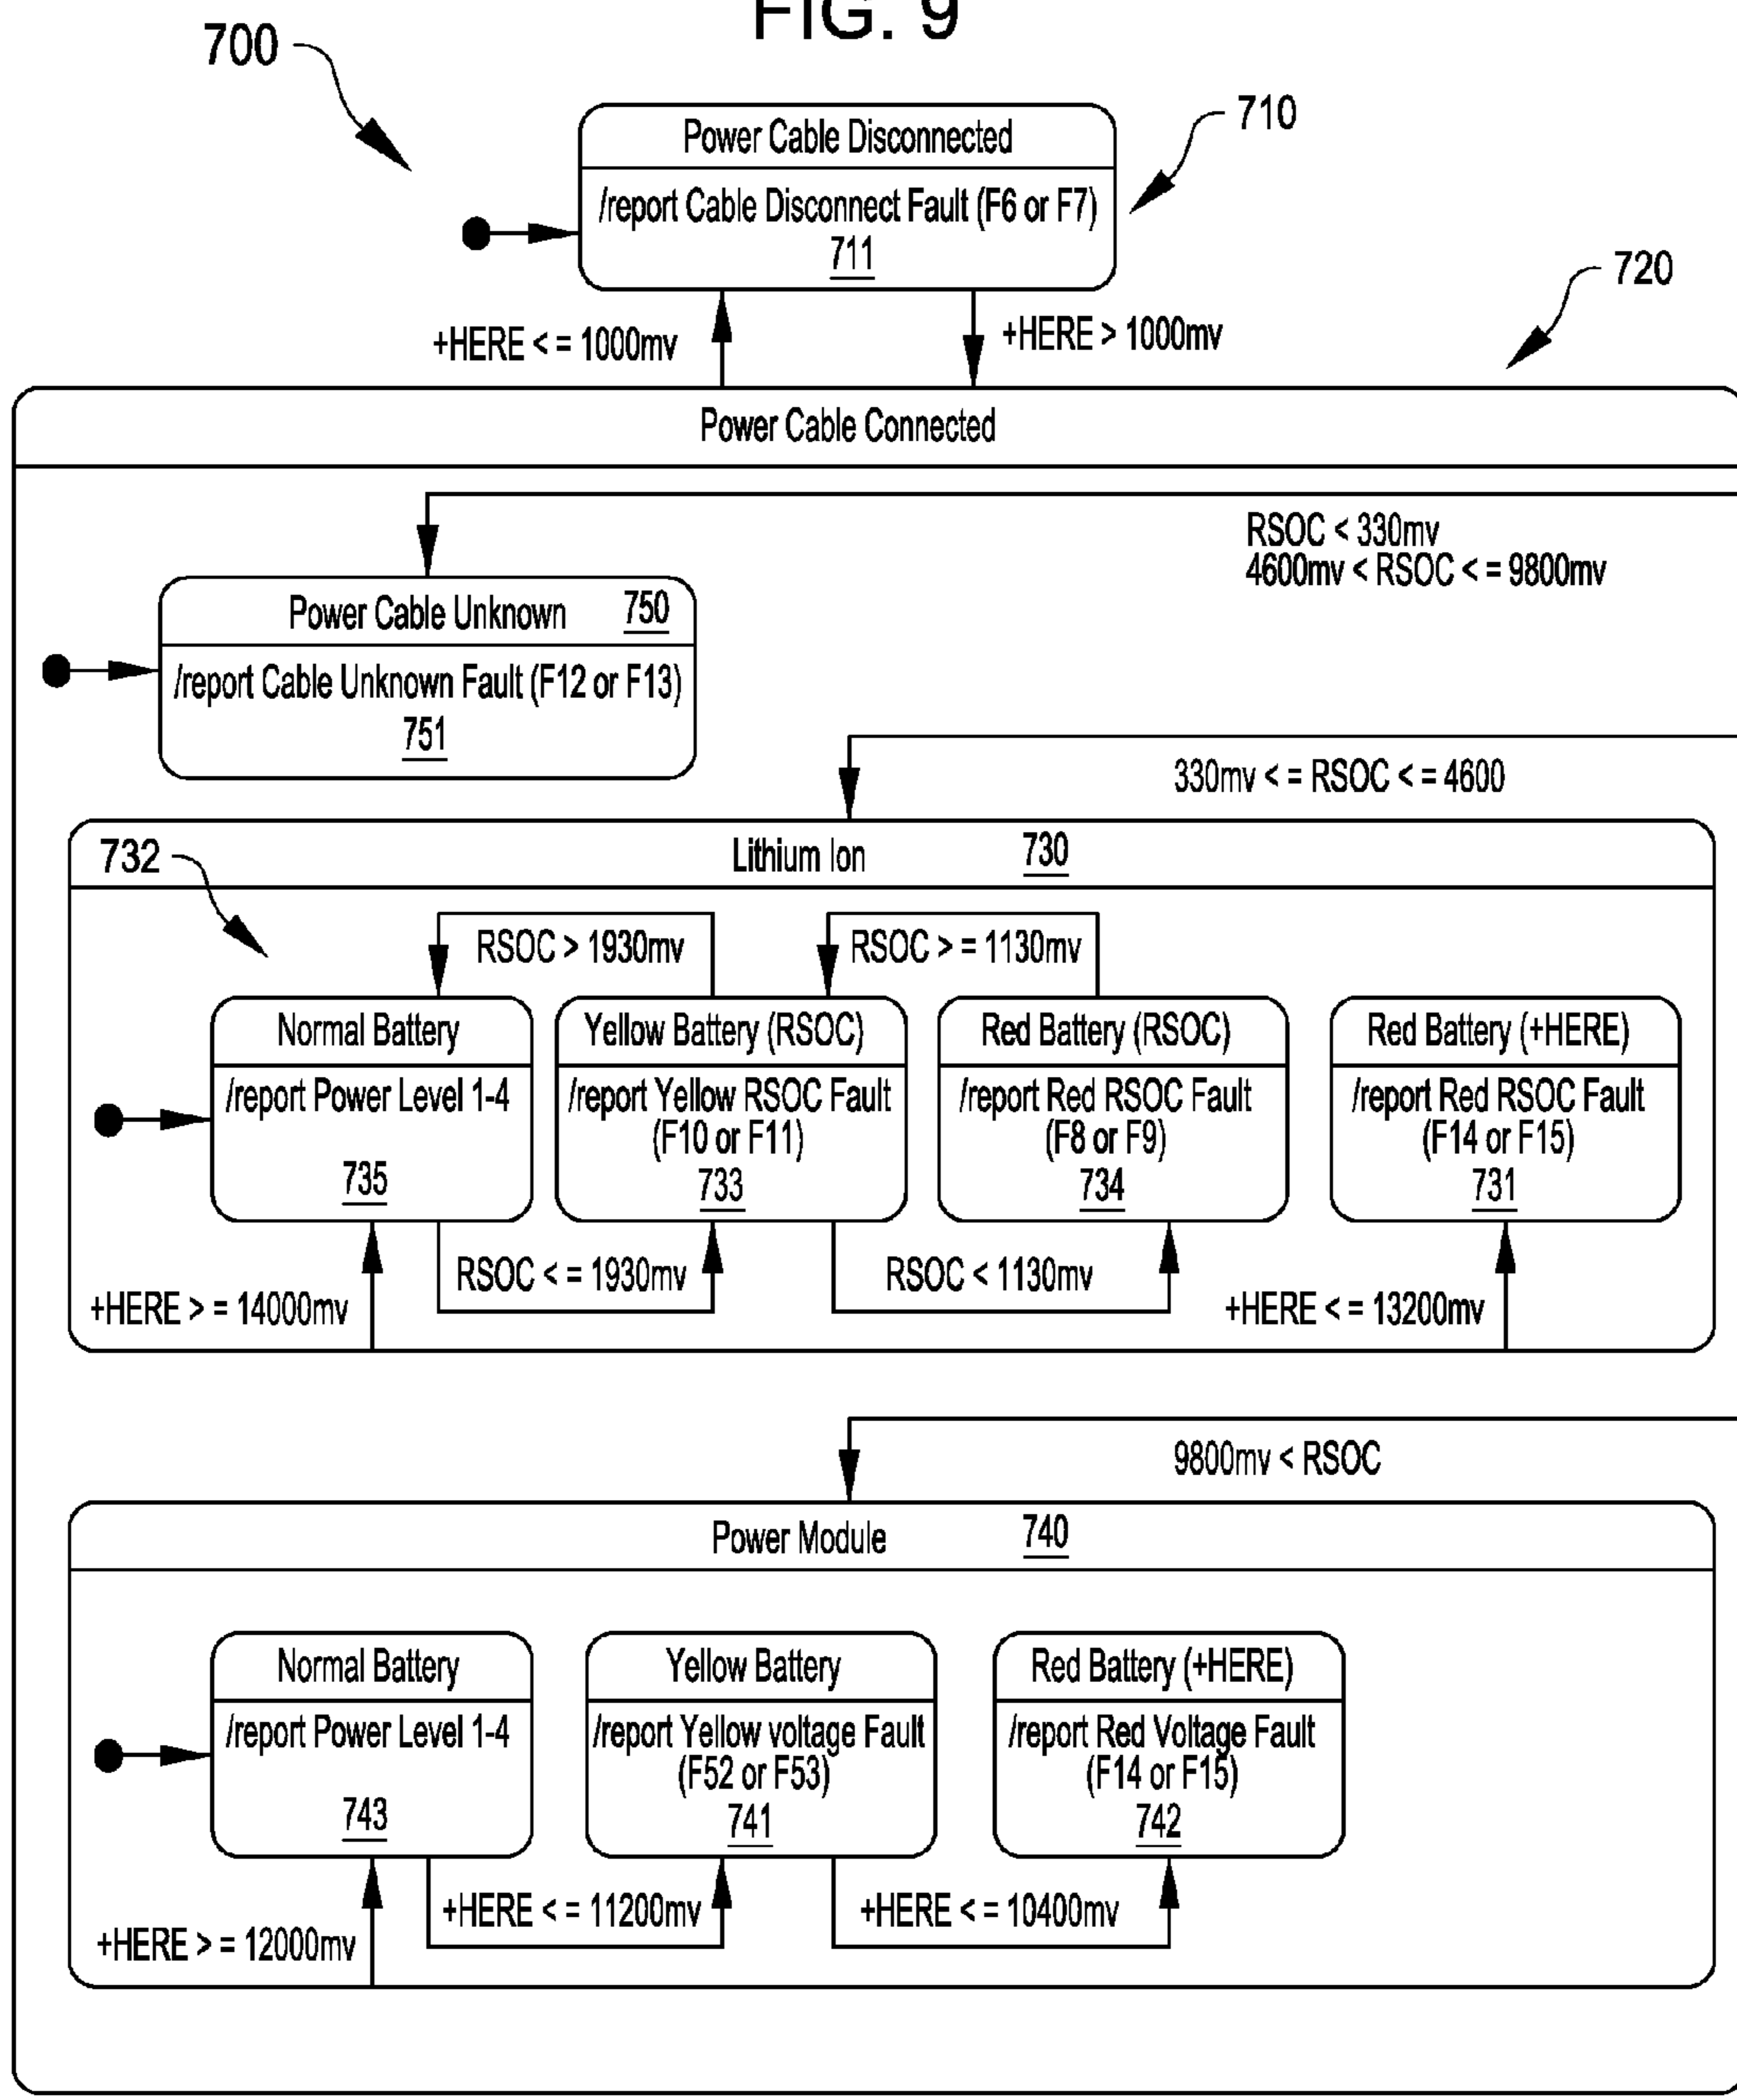 FIG. 9
700
Power Cable Disconnected
710
/report Cable Disconnect Fault (F6 or F7)
711
720
+HERE < = 1000mv
+HERE > 1000mv
Power Cable Connected
RSOC < 330mv
4600mv < RSOC < = 9800mv
Power Cable Unknown 750
/report Cable Unknown Fault (F12 or F13)
751
330mv < = RSOC < = 4600
732
Lithium Ion 730
RSOC > 1930mv
RSOC > = 1130mv
Normal Battery
/report Power Level 1-4
735
Yellow Battery (RSOC)
/report Yellow RSOC Fault
(F10 or F11)
733
Red Battery (RSOC)
/report Red RSOC Fault
(F8 or F9)
734
Red Battery (+HERE)
/report Red RSOC Fault
(F14 or F15)
731
+HERE > = 14000mv
RSOC < = 1930mv
RSOC < 1130mv
+HERE < = 13200mv
9800mv < RSOC
Power Module 740
Normal Battery
/report Power Level 1-4
743
Yellow Battery
/report Yellow voltage Fault
(F52 or F53)
741
Red Battery (+HERE)
/report Red Voltage Fault
(F14 or F15)
742
+HERE > = 12000mv
+HERE < = 11200mv
+HERE < = 10400mv